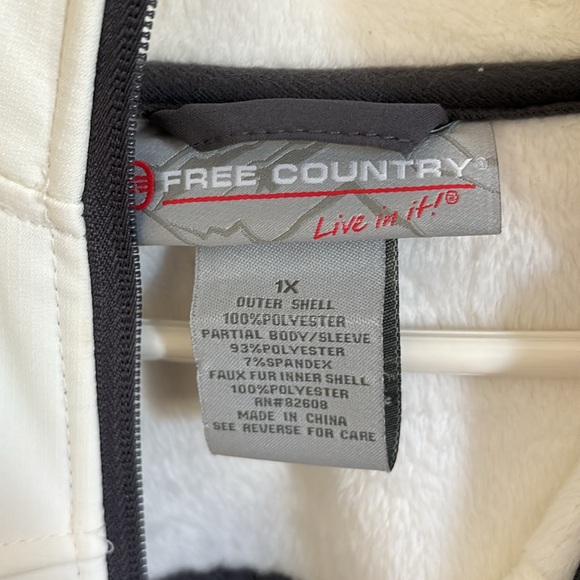 FREE COUNTRY®
Live in it!®
1X
OUTER SHELL
100%POLYESTER
PARTIAL BODY/SLEEVE
93%POLYESTER
7%SPANDEX
FAUX FUR INNER SHELL
100%POLYESTER
RN#82608
MADE IN CHINA
SEE REVERSE FOR CARE